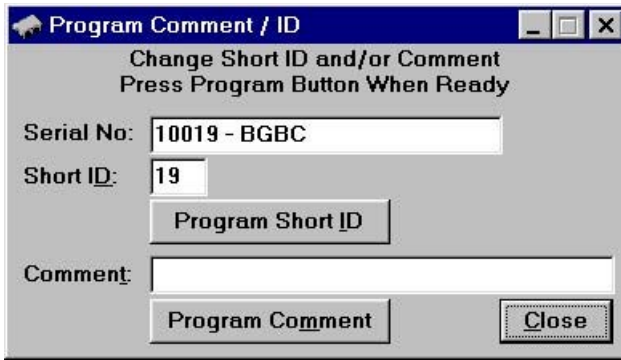 Program Comment / ID
Change Short ID and/or Comment
Press Program Button When Ready
Serial No: 10019 - BGBC
Short ID: 19
Program Short ID
Comment:
Program Comment Close